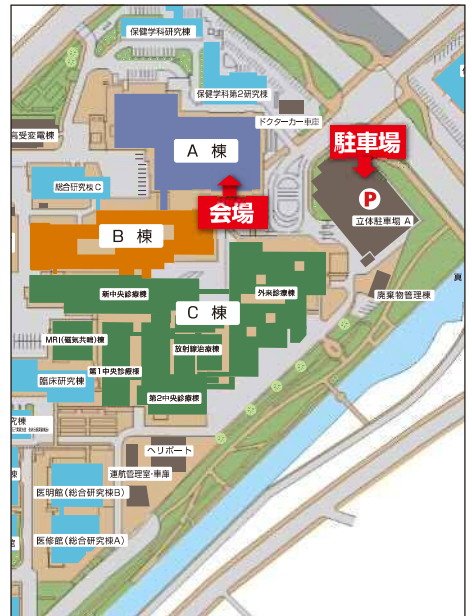 保健学科研究棟
保健学科第2研究棟
ドクターカー車庫
高受変電棟
A 棟
駐車場
総合研究棟 C
会場
P
立体駐車場 A
B 棟
新中央診療棟
外来診療棟
廃棄物管理棟
C 棟
MRI(磁気共鳴)棟
放射線治療棟
第1中央診療棟
臨床研究棟
第2中央診療棟
究棟
ヘリポート
運航管理室・車庫
棟
医明館(総合研究棟B)
医修館(総合研究棟A)
館
真